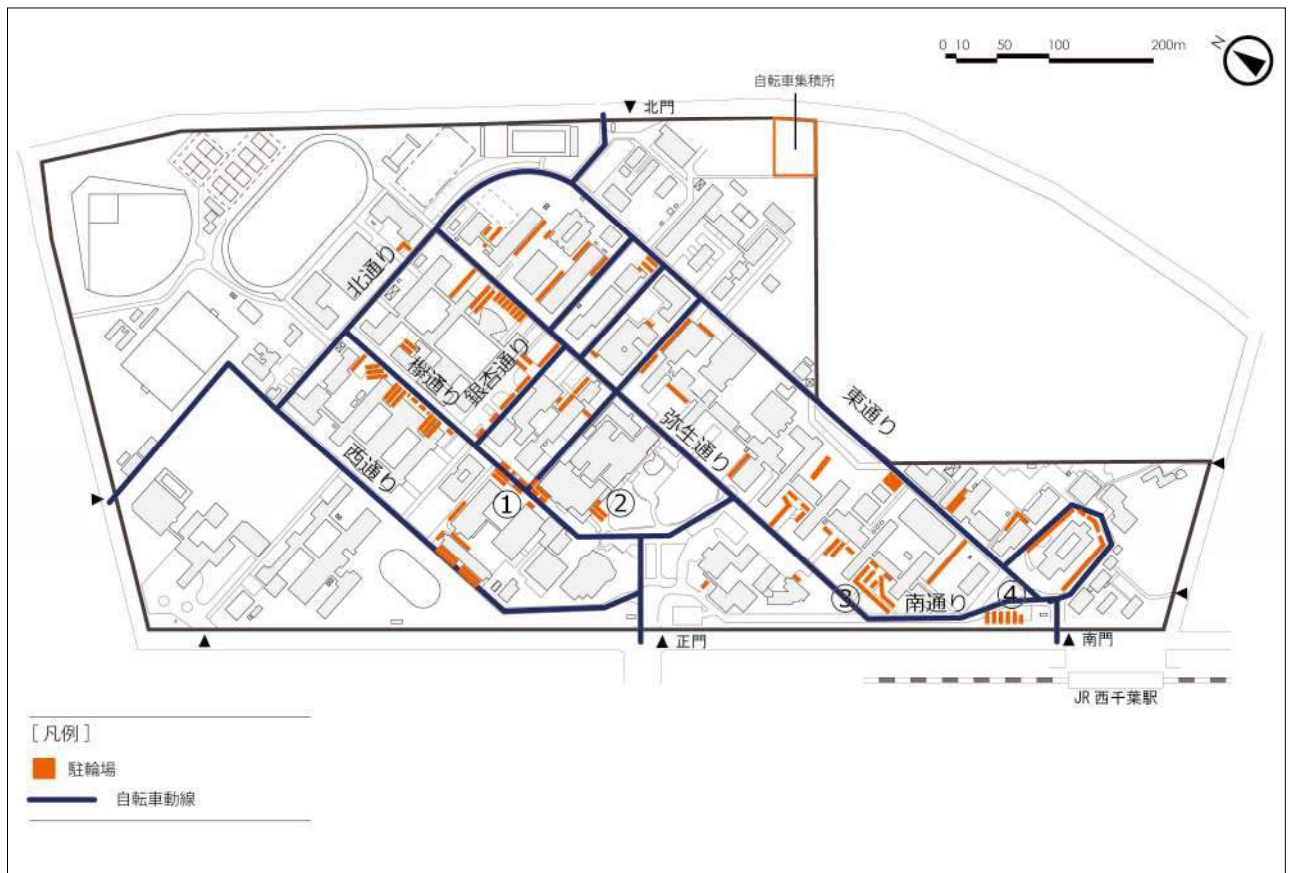 0 10 50 100 200m
N
自転車集積所
▼ 北門
北通り
欅通り
銀杏通り
東通り
弥生通り
西通り
①
②
③
南通り
④
▲ 正門
▲ 南門
JR 西千葉駅
[ 凡例 ]
駐輪場
自転車動線